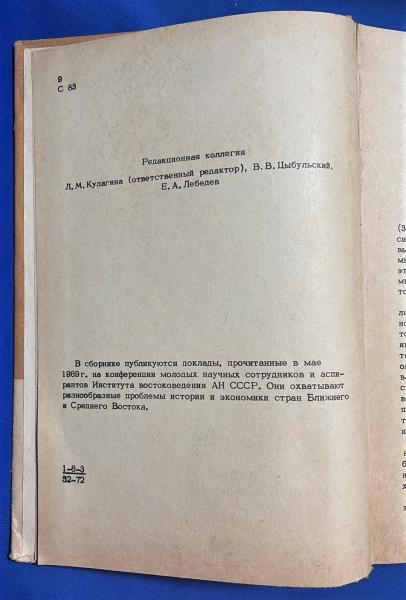 9
С 83
Редакционная коллегия
Л. М. Кулагина (ответственный редактор), В. В. Цыбульский,
Е. А. Лебедев
В сборнике публикуются доклады, прочитанные в мае
1969 г. на конференции молодых научных сотрудников и аспи-
рантов Института востоковедения АН СССР. Они охватывают
разнообразные проблемы истории и экономики стран Ближнего
и Среднего Востока.
1-6-3
52-72